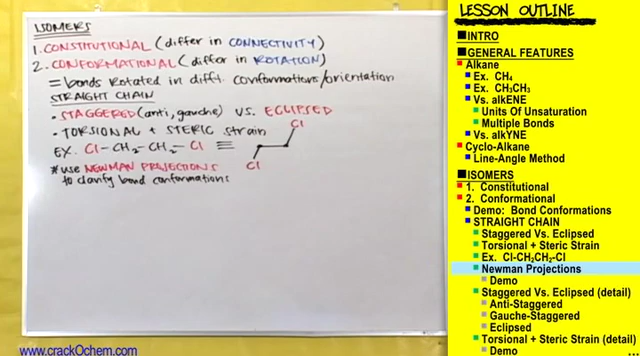 ISOMERS
1. CONSTITUTIONAL (differ in CONNECTIVITY)
2. CONFORMATIONAL (differ in ROTATION)
= bonds Rotated in difft. conformations/orientation
STRAIGHT CHAIN
• STAGGERED (anti, gauche) VS. ECLIPSED
• TORSIONAL + STERIC strain
EX. Cl-CH2-CH2-Cl ≡
Cl
Cl
*use NEWMAN PROJECTIONS
to clarify bond conformations
www.crackOchem.com
LESSON OUTLINE
INTRO
GENERAL FEATURES
Alkane
Ex. CH4
Ex. CH3CH3
Vs. alkENE
Units Of Unsaturation
Multiple Bonds
Vs. alkYNE
Cyclo-Alkane
Line-Angle Method
ISOMERS
1. Constitutional
2. Conformational
Demo: Bond Conformations
STRAIGHT CHAIN
Staggered Vs. Eclipsed
Torsional + Steric Strain
Ex. Cl-CH2CH2-Cl
Newman Projections
Demo
Staggered Vs. Eclipsed (detail)
Anti-Staggered
Gauche-Staggered
Eclipsed
Torsional + Steric Strain (detail)
Demo